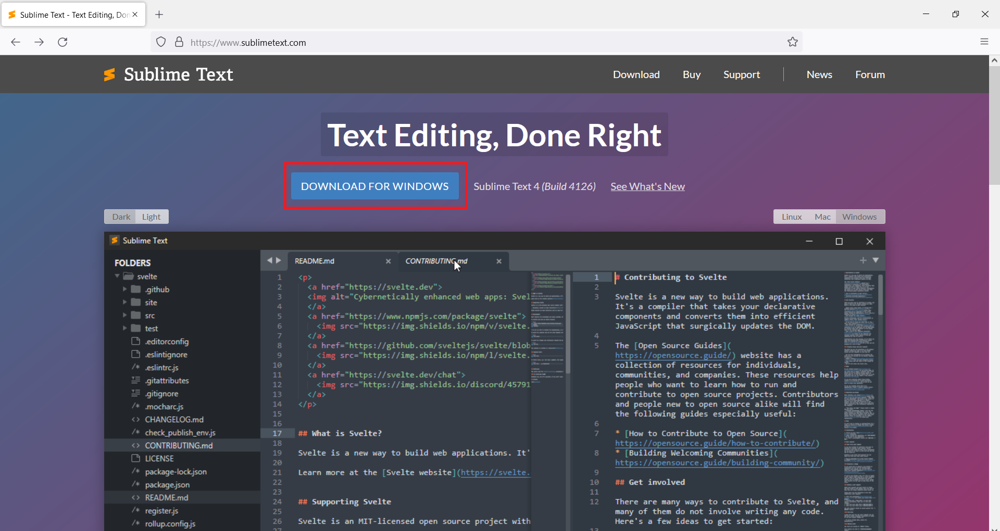 Sublime Text - Text Editing, Don
https://www.sublimetext.com
Sublime Text
Download Buy Support News Forum
Text Editing, Done Right
DOWNLOAD FOR WINDOWS Sublime Text 4 (Build 4126) See What's New
Dark Light
Linux Mac Windows
Sublime Text
FOLDERS
svelte
.github
site
src
test
.editorconfig
.eslintignore
/* .eslintrc.js
.gitattributes
.gitignore
/* .mocharc.js
<> CHANGELOG.md
/* check_publish_env.js
<> CONTRIBUTING.md
LICENSE
/* package-lock.json
/* package.json
<> README.md
/* register.js
/* rollup.config.js
README.md
CONTRIBUTING.md
1 <p>
2 <a href="https://svelte.dev">
3 <img alt="Cybernetically enhanced web apps: Svel
4 </a>
5 <a href="https://www.npmjs.com/package/svelte">
6 <img src="https://img.shields.io/npm/v/svelte.
7 </a>
8 <a href="https://github.com/sveltejs/svelte/blob
9 <img src="https://img.shields.io/npm/l/svelte.
10 </a>
11 <a href="https://svelte.dev/chat">
12 <img src="https://img.shields.io/discord/45791
13 </a>
14 </p>
15
16
17 ## What is Svelte?
18
19 Svelte is a new way to build web applications. It'
20
21 Learn more at the [Svelte website](https://svelte.
22
23
24 ## Supporting Svelte
25
26 Svelte is an MIT-licensed open source project with
27
1 # Contributing to Svelte
2
3 Svelte is a new way to build web applications.
It's a compiler that takes your declarative
components and converts them into efficient
JavaScript that surgically updates the DOM.
4
5 The [Open Source Guides](
https://opensource.guide/) website has a
collection of resources for individuals,
communities, and companies. These resources help
people who want to learn how to run and
contribute to open source projects. Contributors
and people new to open source alike will find
the following guides especially useful:
6
7 * [How to Contribute to Open Source](
https://opensource.guide/how-to-contribute/)
8 * [Building Welcoming Communities](
https://opensource.guide/building-community/)
9
10 ## Get involved
11
12 There are many ways to contribute to Svelte, and
many of them do not involve writing any code.
Here's a few ideas to get started:
13